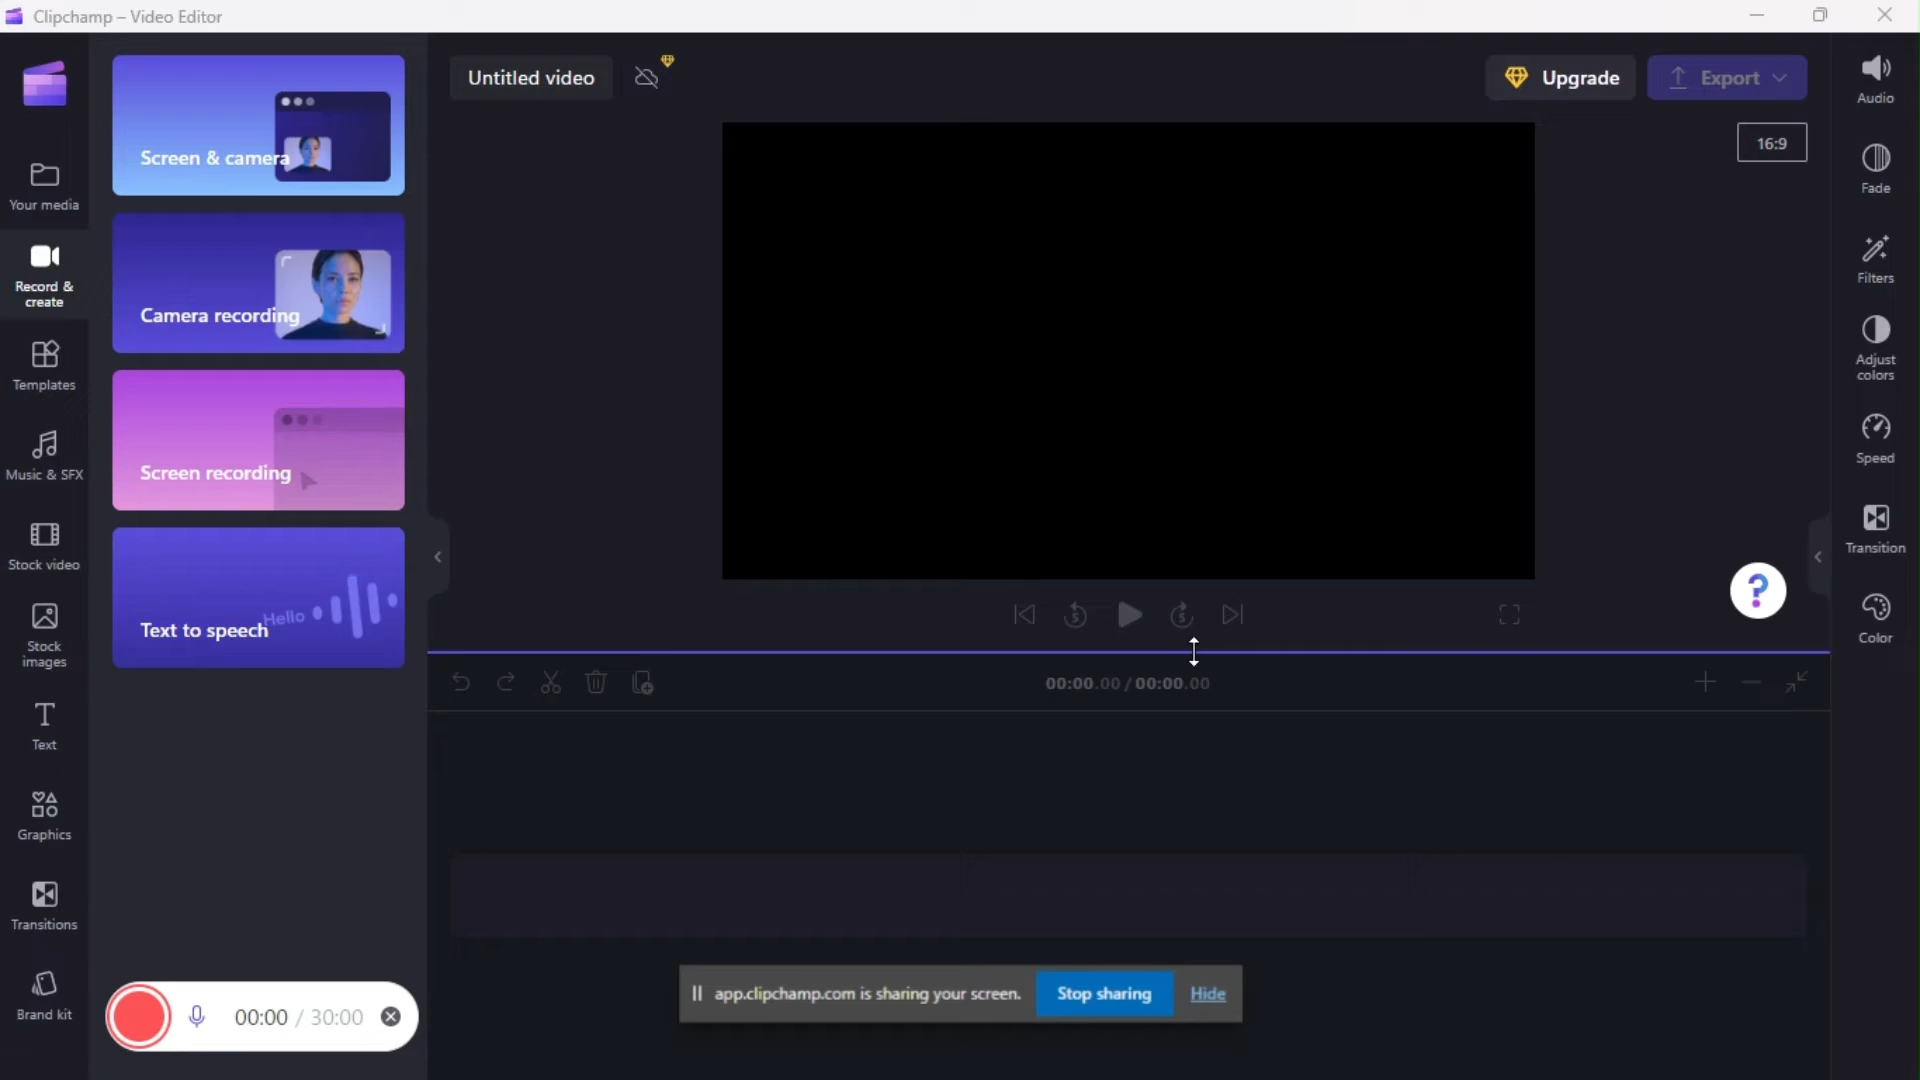 Clipchamp – Video Editor
Your media
Record &
create
Templates
Music & SFX
Stock video
Stock
images
Text
Graphics
Transitions
Brand kit
Screen & camera
Camera recording
Screen recording
Hello
Text to speech
00:00 / 30:00
Untitled video
Upgrade
Export
16:9
5
5
?
00:00.00 / 00:00.00
app.clipchamp.com is sharing your screen.
Stop sharing
Hide
Audio
Fade
Filters
Adjust
colors
Speed
Transition
Color